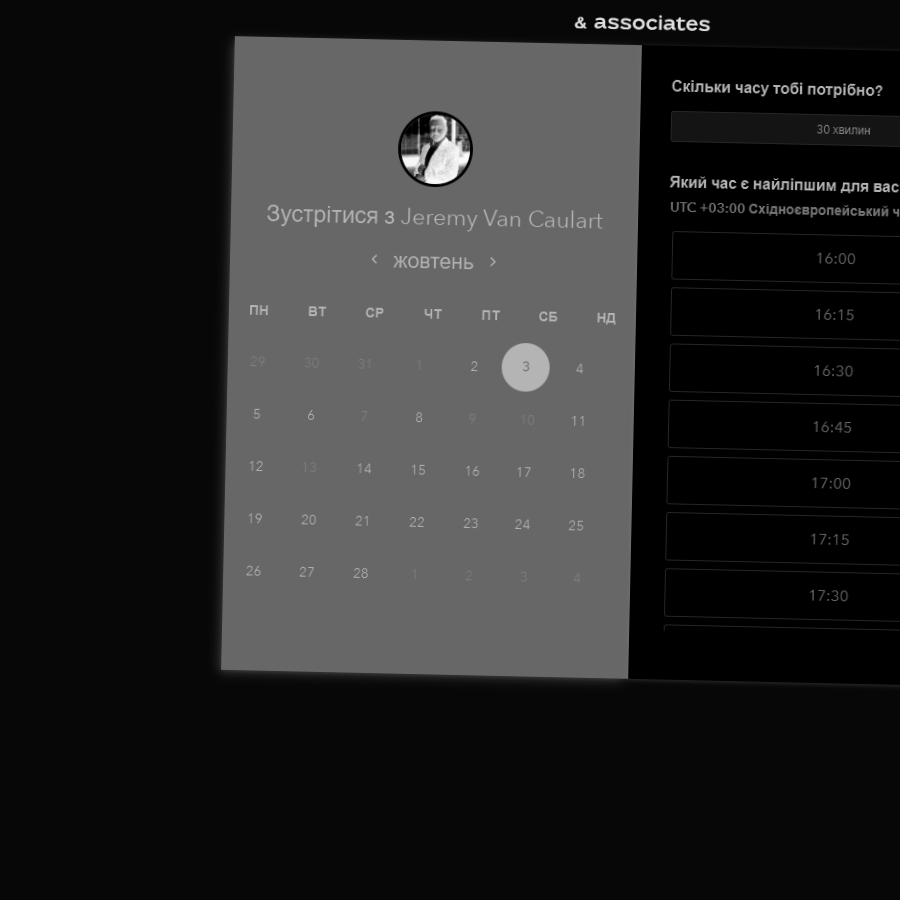 & associates
Зустрітися з Jeremy Van Caulart
жовтень
ПН ВТ СР ЧТ ПТ СБ НД
29 30 31 1 2 3 4
5 6 7 8 9 10 11
12 13 14 15 16 17 18
19 20 21 22 23 24 25
26 27 28 1 2 3 4
Скільки часу тобі потрібно?
30 хвилин
Який час є найліпшим для вас
UTC +03:00 Східноєвропейський ч
16:00
16:15
16:30
16:45
17:00
17:15
17:30